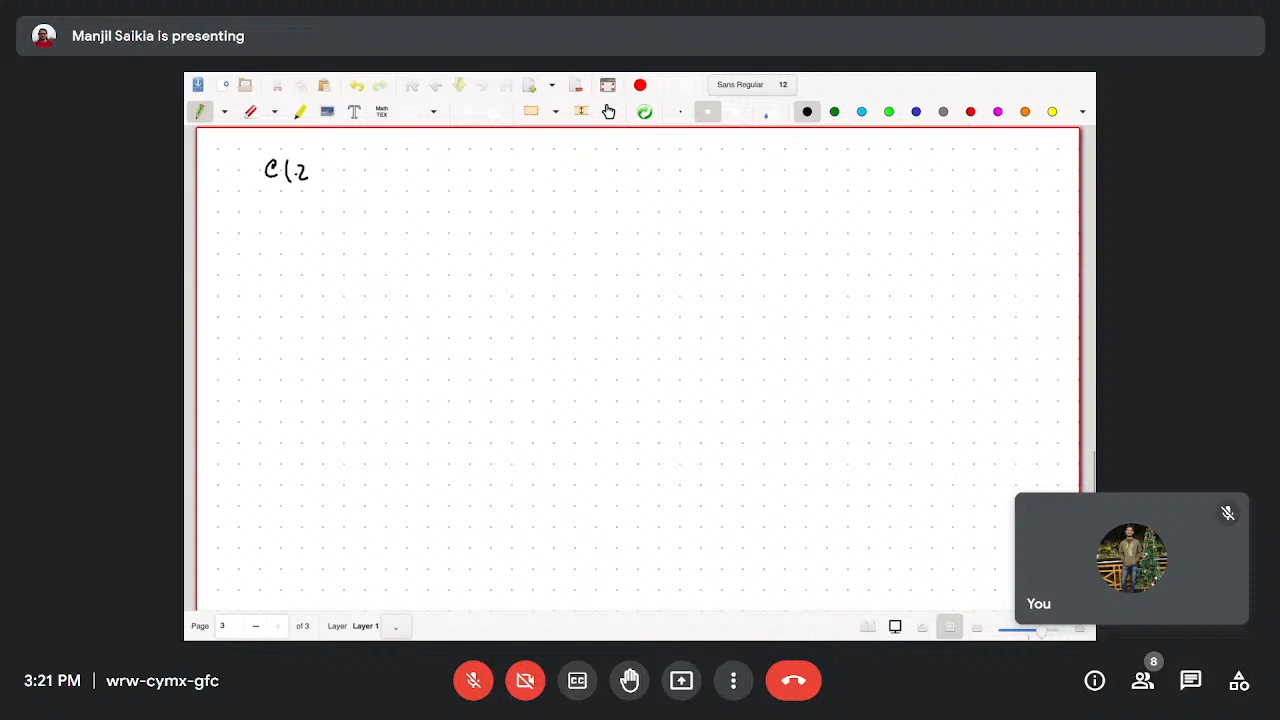 Manjil Saikia is presenting
Sans Regular 12
Math
TEX
C(2
You
Page 3 of 3 Layer Layer 1
3:21 PM | wrw-cymx-gfc
CC
8